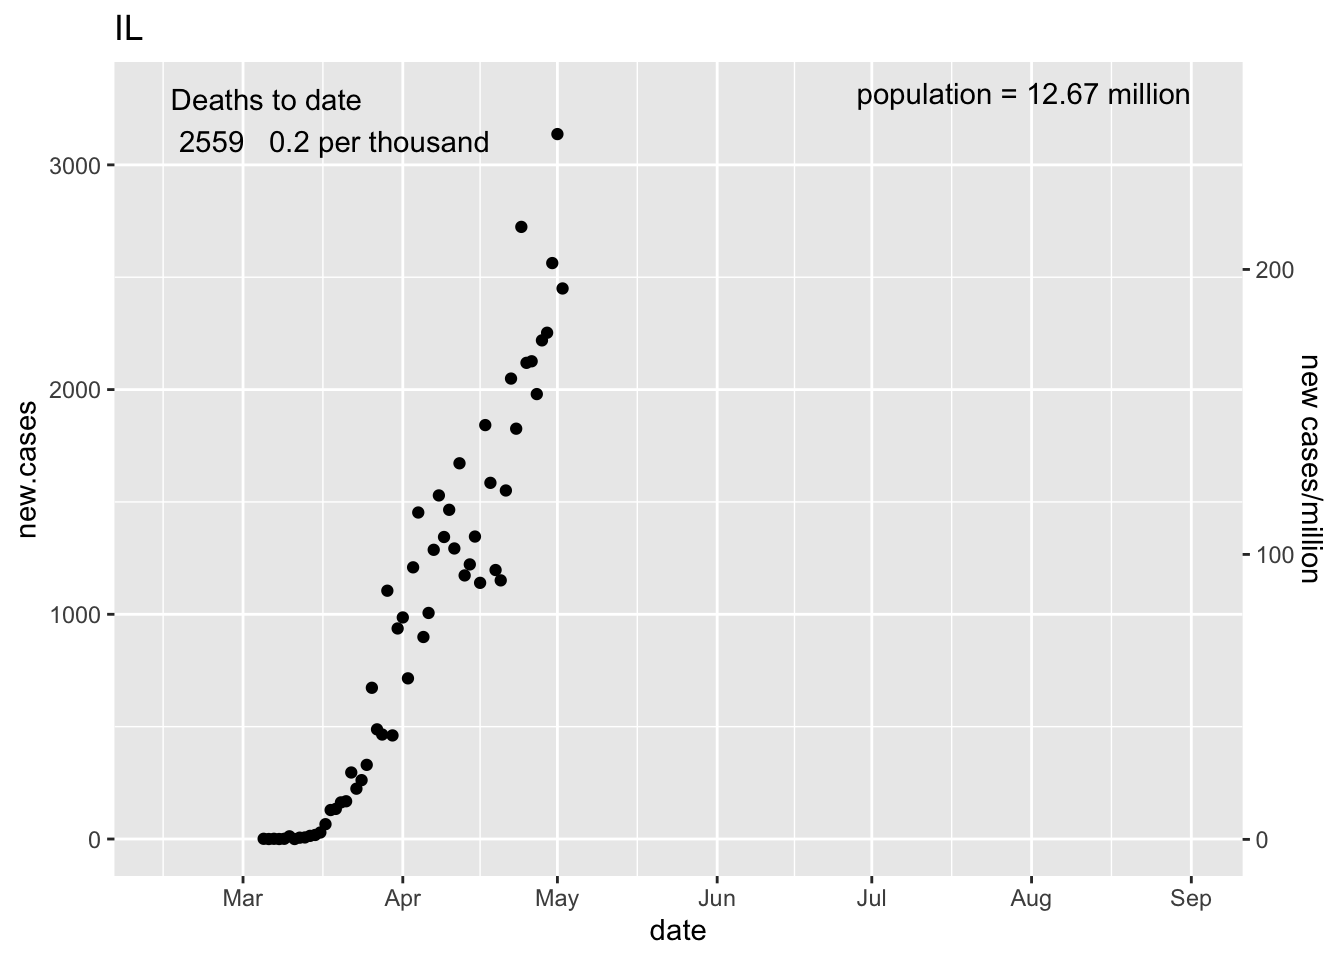 IL
Deaths to date
2559 0.2 per thousand
population = 12.67 million
3000
2000
1000
0
new.cases
200
100
0
new cases/million
Mar Apr May Jun Jul Aug Sep
date